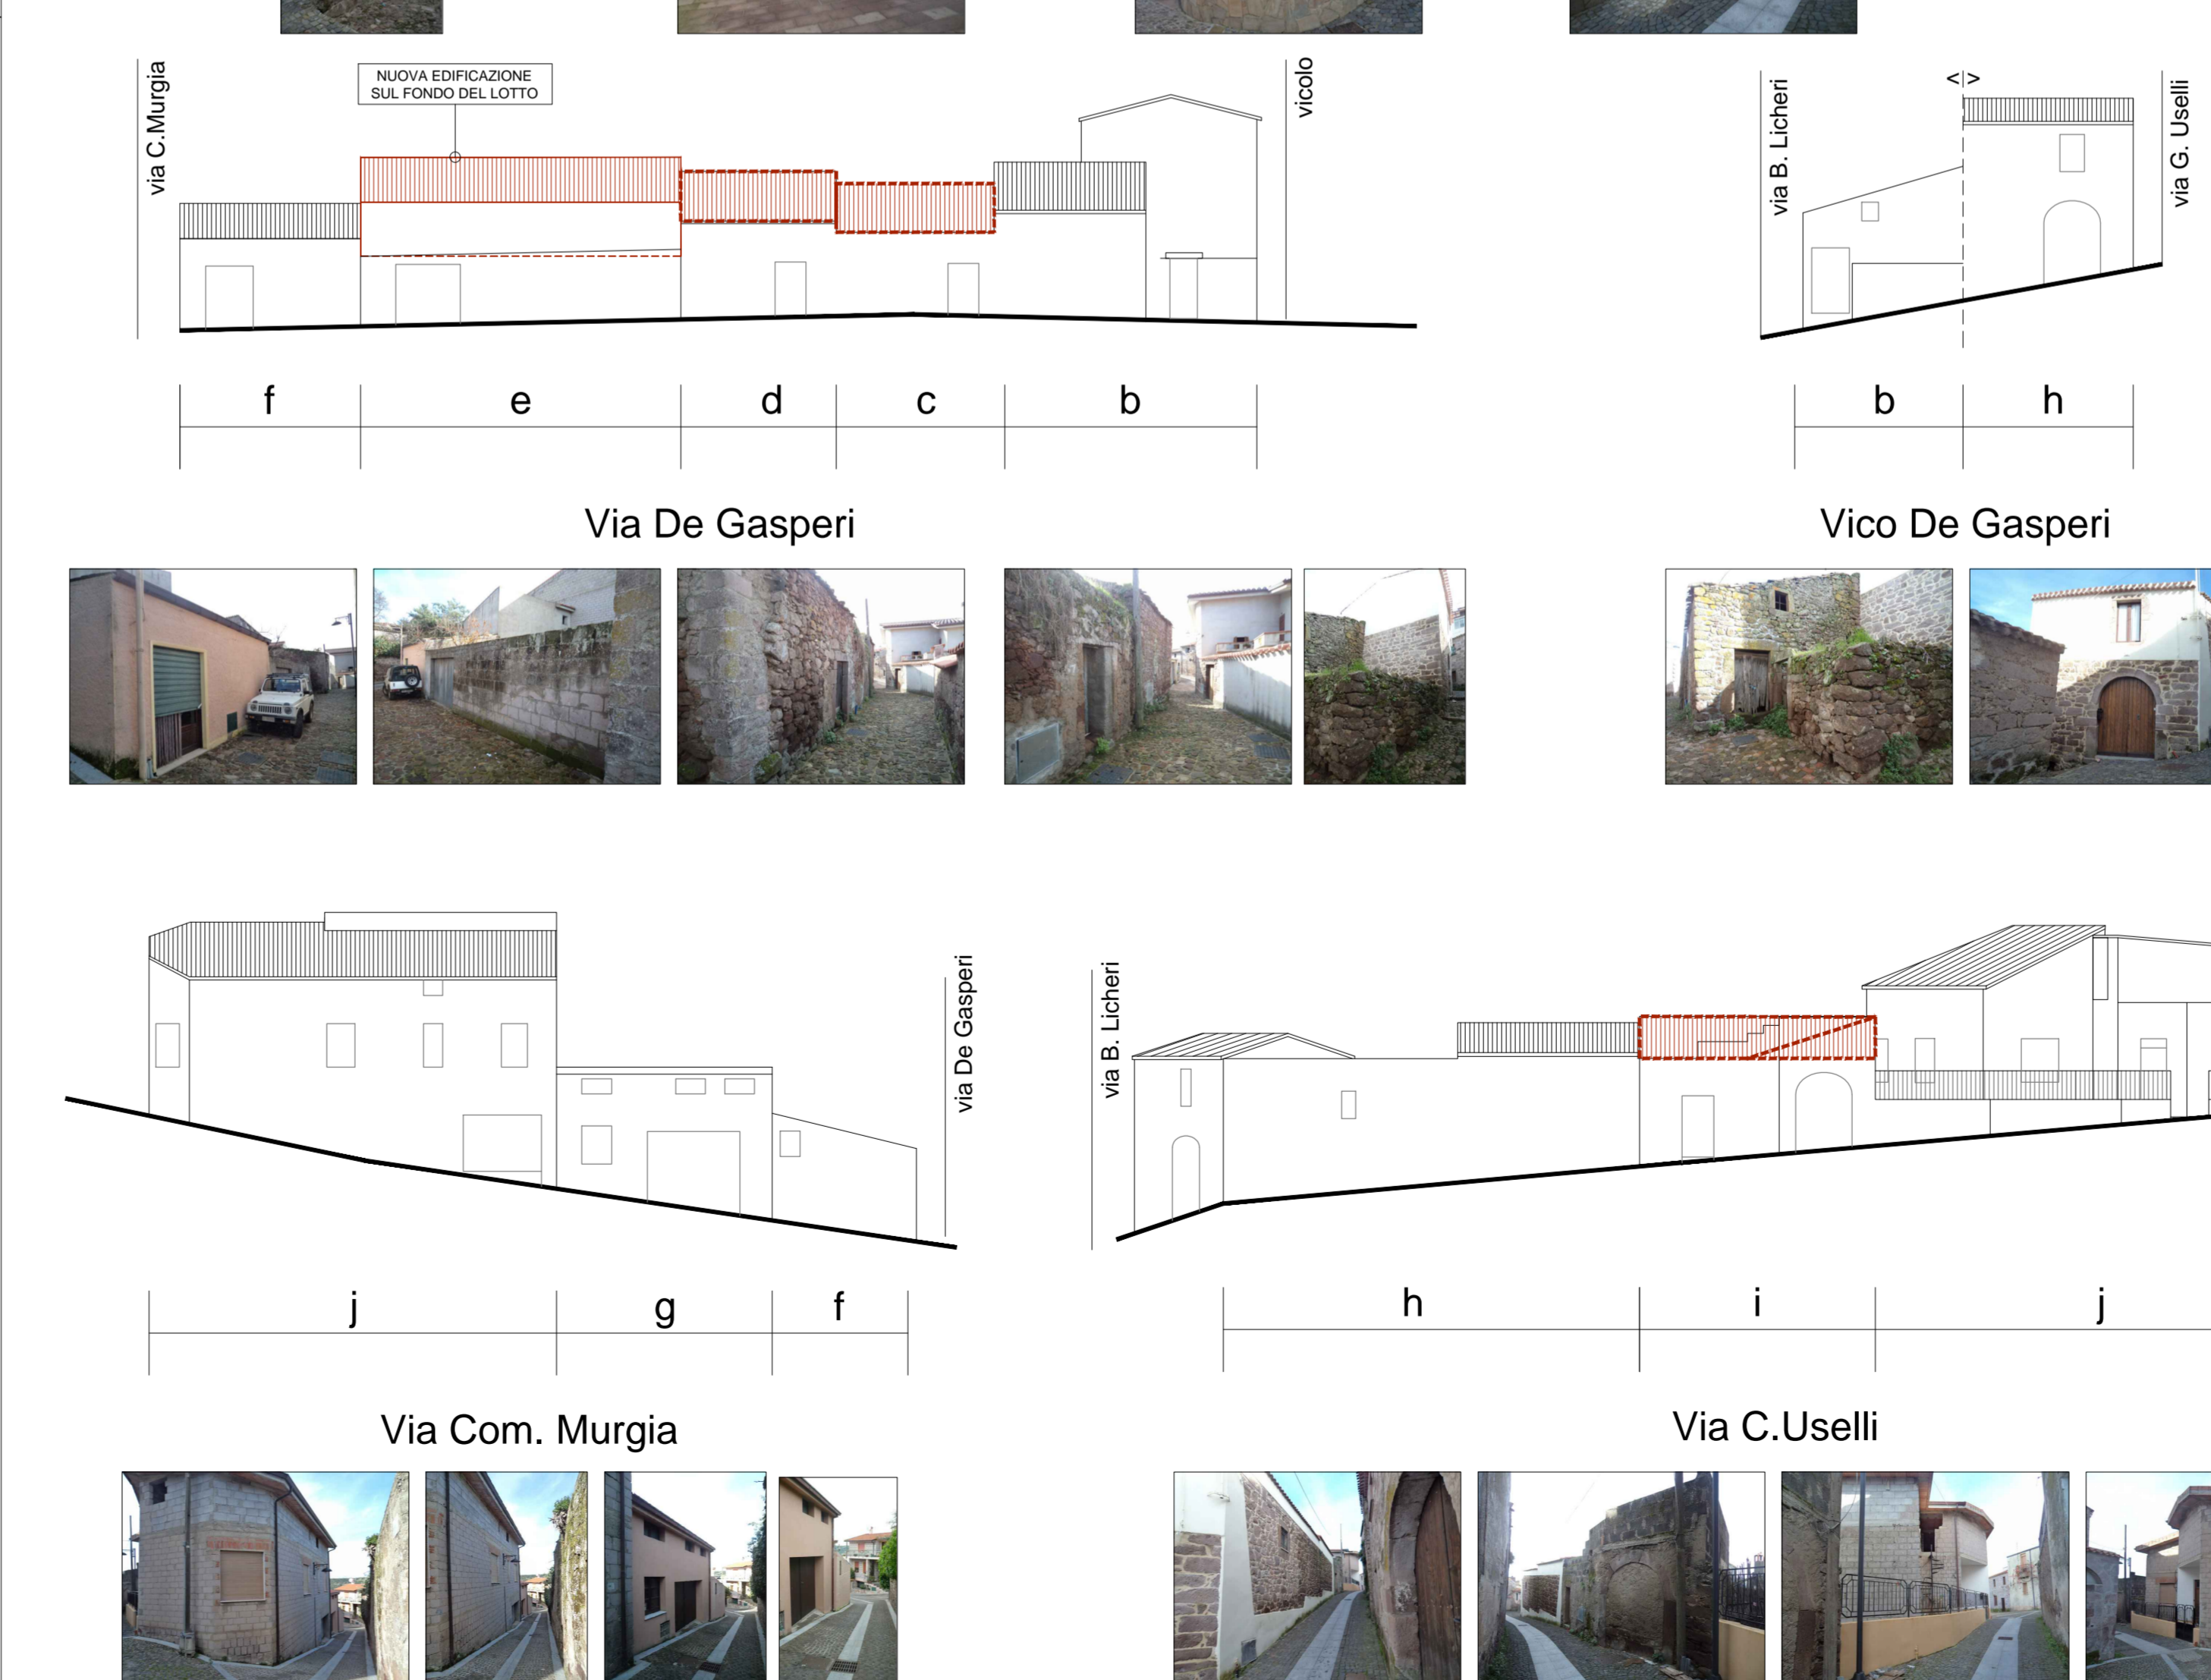 via C.Murgia
NUOVA EDIFICAZIONE
SUL FONDO DEL LOTTO
vicolo
f e d c b
Via De Gasperi
via B. Licheri
< >
via G. Uselli
b h
Vico De Gasperi
via De Gasperi
j g f
Via Com. Murgia
via B. Licheri
h i j
Via C.Uselli